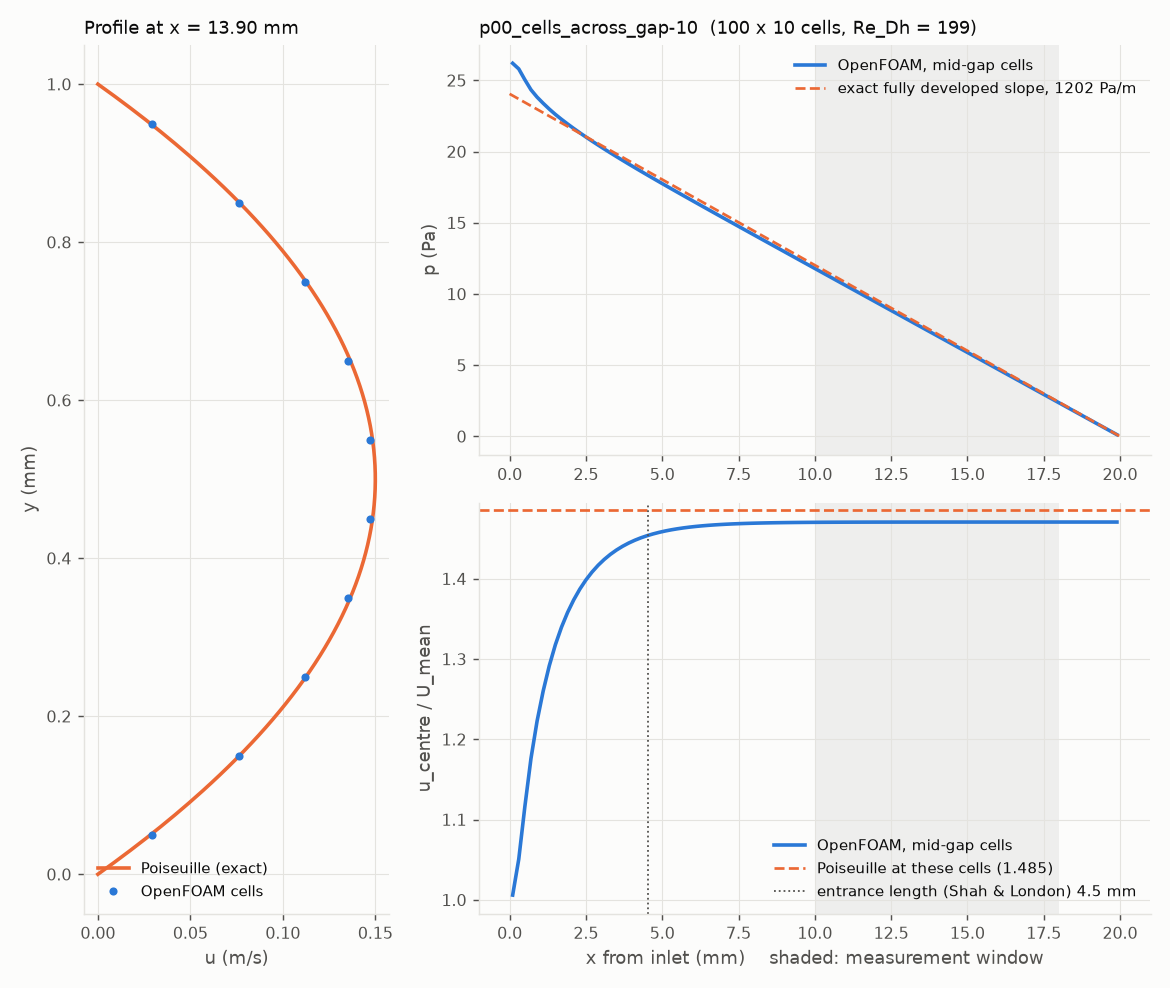 Profile at x = 13.90 mm
1.0
0.8
0.6
0.4
0.2
0.0
y (mm)
0.00 0.05 0.10 0.15
u (m/s)
Poiseuille (exact)
OpenFOAM cells
p00_cells_across_gap-10 (100 x 10 cells, Re_Dh = 199)
25
20
15
10
5
0
p (Pa)
OpenFOAM, mid-gap cells
exact fully developed slope, 1202 Pa/m
0.0 2.5 5.0 7.5 10.0 12.5 15.0 17.5 20.0
1.4
1.3
1.2
1.1
1.0
u_centre / U_mean
OpenFOAM, mid-gap cells
Poiseuille at these cells (1.485)
entrance length (Shah & London) 4.5 mm
0.0 2.5 5.0 7.5 10.0 12.5 15.0 17.5 20.0
x from inlet (mm) shaded: measurement window